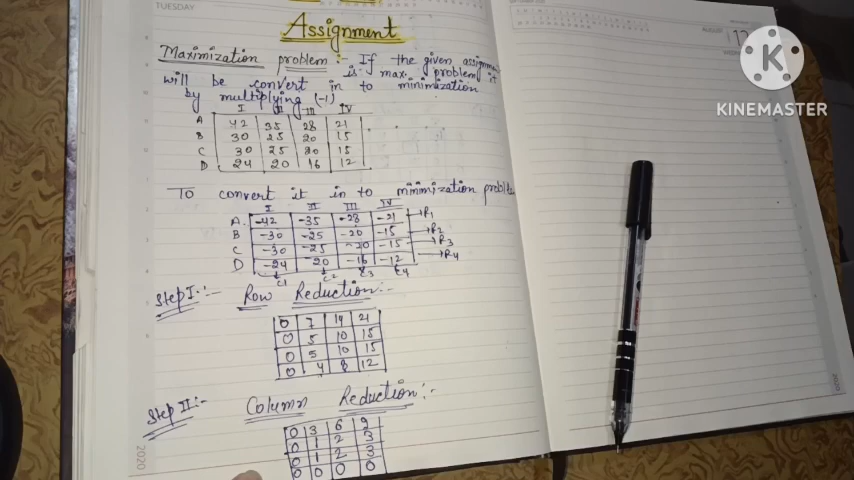 TUESDAY
AUGUST
Assignment
Maximization problem :- If the given assignm
is max. problem it
will be convert in to minimization
by multiplying (-1)
I II III IV
A 42 35 28 21
B 30 25 20 15
C 30 25 20 15
D 24 20 16 12
To convert it in to minimization problem
I II III IV
A. -42 -35 -28 -21 → R1
B -30 -25 -20 -15 → R2
C -30 -25 -20 -15 → R3
D -24 -20 -16 -12 → R4
C1 C2 C3 C4
Step I :- Row Reduction :-
0 7 14 21
0 5 10 15
0 5 10 15
0 4 8 12
Step II :- Column Reduction :-
0 3 6 9
0 1 2 3
0 1 2 3
0 0 0 0
2020
2020
K
KINEMASTER